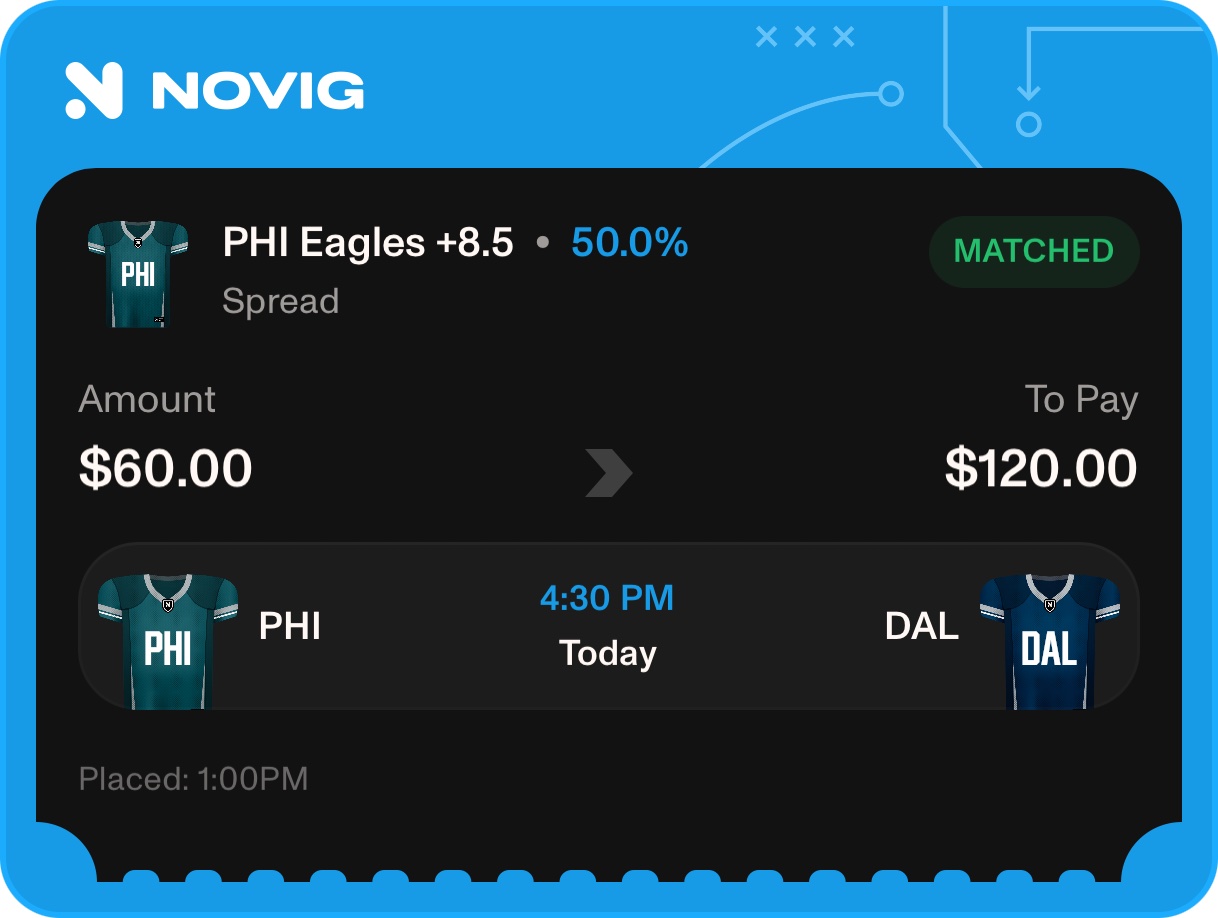 NOVIG
PHI
PHI Eagles +8.5 • 50.0%
MATCHED
Spread
Amount
To Pay
$60.00
$120.00
PHI
PHI
4:30 PM
Today
DAL
DAL
Placed: 1:00PM